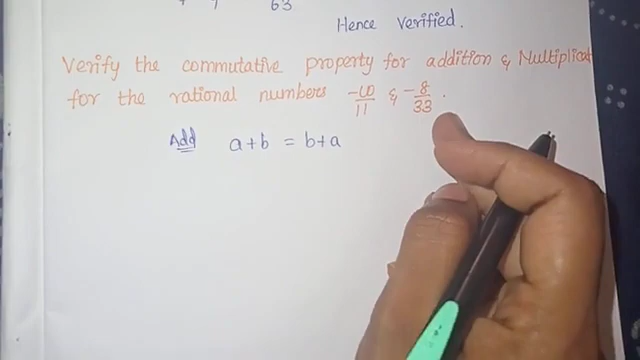 63
Hence Verified.
Verify the commutative property for addition & Multiplicat
for the rational numbers -10/11 & -8/33.
Add a+b = b+a